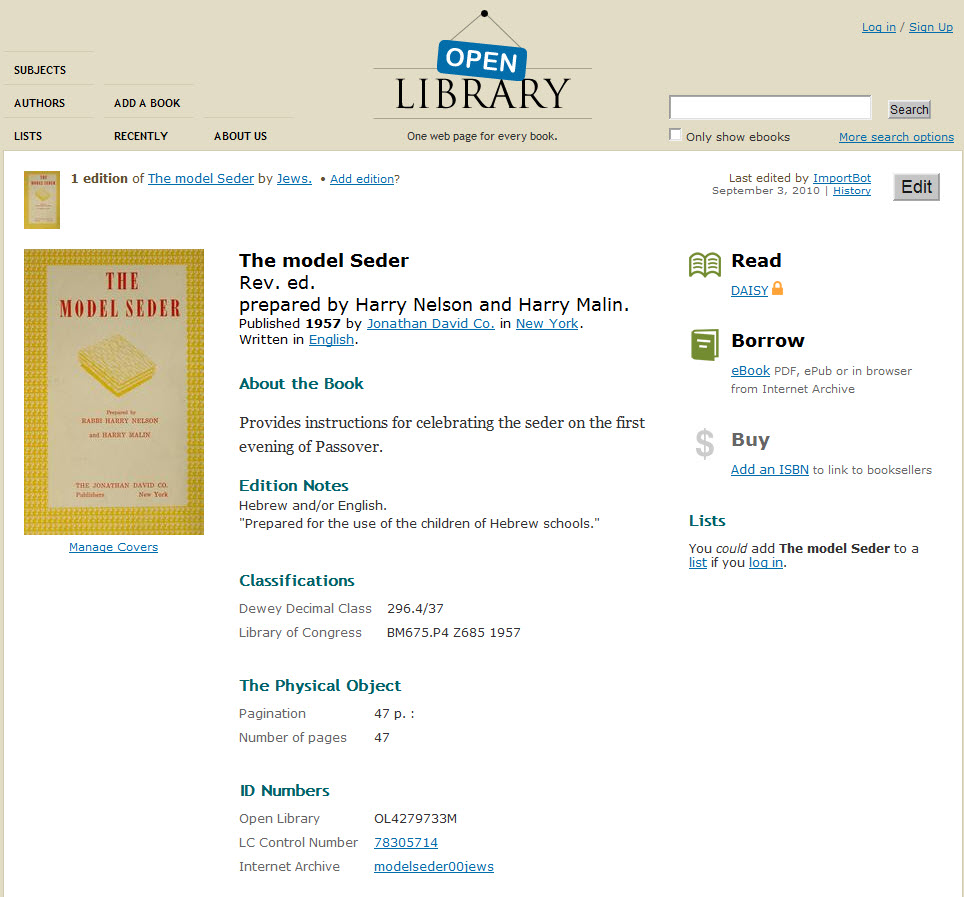 Log in / Sign Up
OPEN
LIBRARY
One web page for every book.
SUBJECTS
AUTHORS ADD A BOOK
LISTS RECENTLY ABOUT US
Search
Only show ebooks More search options
1 edition of The model Seder by Jews. • Add edition?
Last edited by ImportBot
September 3, 2010 | History
Edit
THE
MODEL SEDER
Prepared by
RABBI HARRY NELSON
and HARRY MALIN
THE JONATHAN DAVID CO.
Publishers New York
Manage Covers
The model Seder
Rev. ed.
prepared by Harry Nelson and Harry Malin.
Published 1957 by Jonathan David Co. in New York.
Written in English.
About the Book
Provides instructions for celebrating the seder on the first
evening of Passover.
Edition Notes
Hebrew and/or English.
"Prepared for the use of the children of Hebrew schools."
Classifications
Dewey Decimal Class 296.4/37
Library of Congress BM675.P4 Z685 1957
The Physical Object
Pagination 47 p. :
Number of pages 47
ID Numbers
Open Library OL4279733M
LC Control Number 78305714
Internet Archive modelseder00jews
Read
DAISY
Borrow
eBook PDF, ePub or in browser
from Internet Archive
$ Buy
Add an ISBN to link to booksellers
Lists
You could add The model Seder to a
list if you log in.